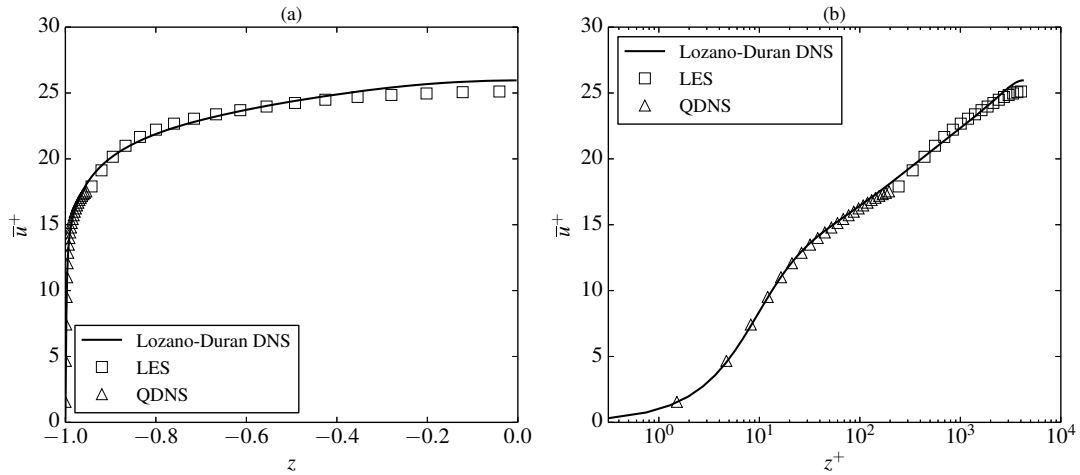 (a)
30
25
20
15
10
5
0
u̅⁺
−1.0 −0.8 −0.6 −0.4 −0.2 0.0
z
Lozano-Duran DNS
LES
QDNS
(b)
30
25
20
15
10
5
0
u̅⁺
10⁰ 10¹ 10² 10³ 10⁴
z⁺
Lozano-Duran DNS
LES
QDNS